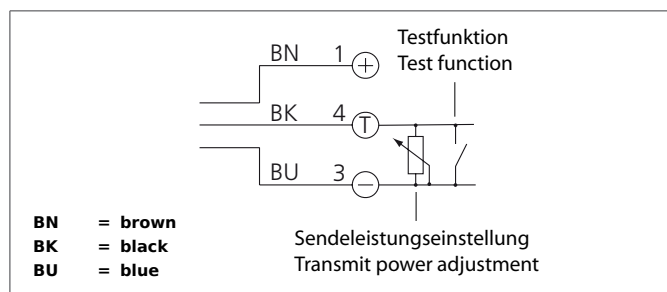 Testfunktion
Test function
BN 1 +
BK 4 T
BU 3 −
BN = brown
BK = black
BU = blue
Sendeleistungseinstellung
Transmit power adjustment